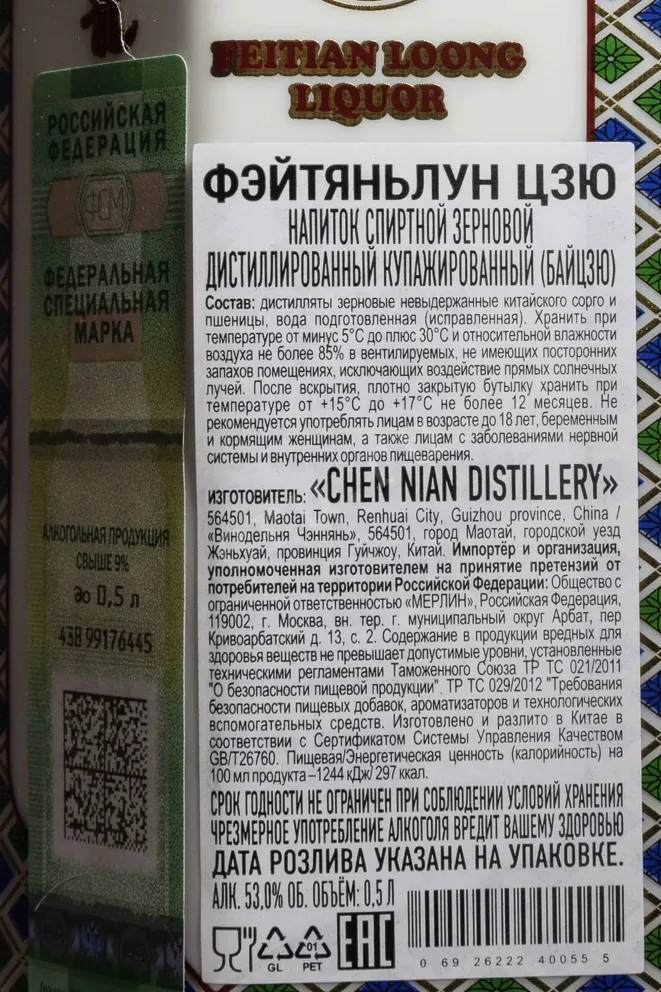 FEITIAN LOONG
LIQUOR
РОССИЙСКАЯ
ФЕДЕРАЦИЯ
ФСМ
ФЕДЕРАЛЬНАЯ
СПЕЦИАЛЬНАЯ
МАРКА
АЛКОГОЛЬНАЯ ПРОДУКЦИЯ
СВЫШЕ 9%
до 0,5 л
438 99176445
ФЭЙТЯНЬЛУН ЦЗЮ
НАПИТОК СПИРТНОЙ ЗЕРНОВОЙ
ДИСТИЛЛИРОВАННЫЙ КУПАЖИРОВАННЫЙ (БАЙЦЗЮ)
Состав: дистилляты зерновые невыдержанные китайского сорго и
пшеницы, вода подготовленная (исправленная). Хранить при
температуре от минус 5°С до плюс 30°С и относительной влажности
воздуха не более 85% в вентилируемых, не имеющих посторонних
запахов помещениях, исключающих воздействие прямых солнечных
лучей. После вскрытия, плотно закрытую бутылку хранить при
температуре от +15°С до +17°С не более 12 месяцев. Не
рекомендуется употреблять лицам в возрасте до 18 лет, беременным
и кормящим женщинам, а также лицам с заболеваниями нервной
системы и внутренних органов пищеварения.
ИЗГОТОВИТЕЛЬ: «CHEN NIAN DISTILLERY»
564501, Maotai Town, Renhuai City, Guizhou province, China /
«Винодельня Чэннянь», 564501, город Маотай, городской уезд
Жэньхуай, провинция Гуйчжоу, Китай. Импортёр и организация,
уполномоченная изготовителем на принятие претензий от
потребителей на территории Российской Федерации: Общество с
ограниченной ответственностью «МЕРЛИН», Российская Федерация,
119002, г. Москва, вн. тер. г. муниципальный округ Арбат, пер
Кривоарбатский д. 13, с. 2. Содержание в продукции вредных для
здоровья веществ не превышает допустимые уровни, установленные
техническими регламентами Таможенного Союза ТР ТС 021/2011
"О безопасности пищевой продукции". ТР ТС 029/2012 "Требования
безопасности пищевых добавок, ароматизаторов и технологических
вспомогательных средств. Изготовлено и разлито в Китае в
соответствии с Сертификатом Системы Управления Качеством
GB/T26760. Пищевая/Энергетическая ценность (калорийность) на
100 мл продукта –1244 кДж/ 297 ккал.
СРОК ГОДНОСТИ НЕ ОГРАНИЧЕН ПРИ СОБЛЮДЕНИИ УСЛОВИЙ ХРАНЕНИЯ
ЧРЕЗМЕРНОЕ УПОТРЕБЛЕНИЕ АЛКОГОЛЯ ВРЕДИТ ВАШЕМУ ЗДОРОВЬЮ
ДАТА РОЗЛИВА УКАЗАНА НА УПАКОВКЕ.
АЛК. 53,0% ОБ. ОБЪЁМ: 0,5 Л
GL
01
PET
EAC
0 69 26222 40055 5